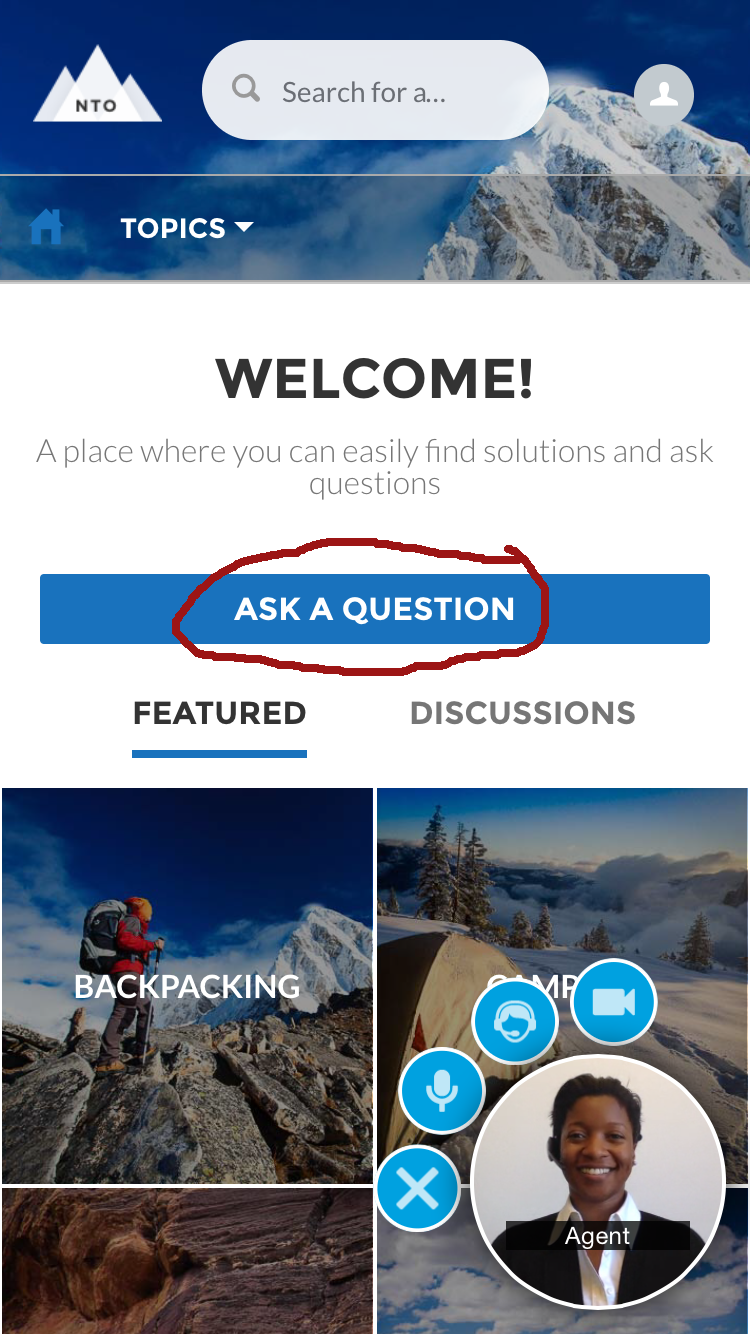 NTO
Search for a...
TOPICS
WELCOME!
A place where you can easily find solutions and ask
questions
ASK A QUESTION
FEATURED
DISCUSSIONS
BACKPACKING
CAMP
Agent